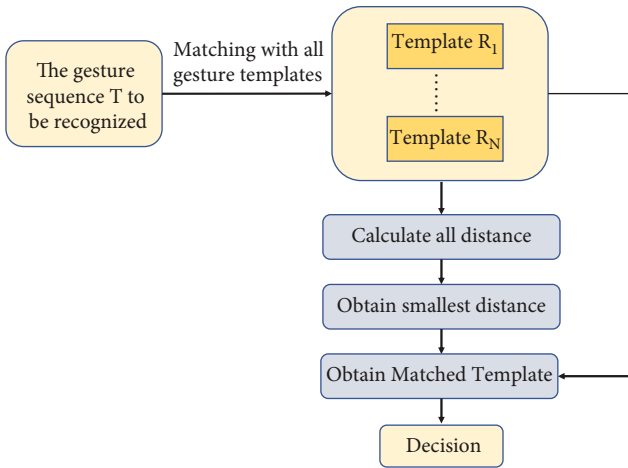 The gesture
sequence T to
be recognized
Matching with all
gesture templates
Template R1
Template RN
Calculate all distance
Obtain smallest distance
Obtain Matched Template
Decision